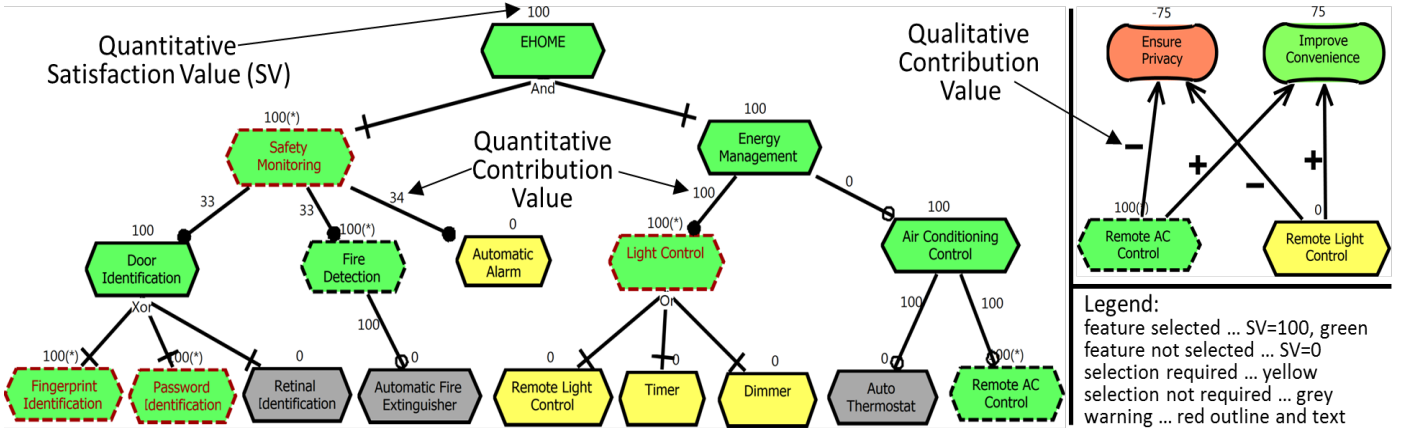 100
Quantitative
Satisfaction Value (SV)
EHOME
And
100(*)
Safety
Monitoring
100
Energy
Management
Quantitative
Contribution
Value
33
33
34
100
0
100
Door
Identification
100(*)
Fire
Detection
0
Automatic
Alarm
100(*)
Light Control
100
Air Conditioning
Control
Xor
100
Or
100
100
100(*)
Fingerprint
Identification
100(*)
Password
Identification
0
Retinal
Identification
0
Automatic Fire
Extinguisher
0
Remote Light
Control
0
Timer
0
Dimmer
0
Auto
Thermostat
100(*)
Remote AC
Control
Qualitative
Contribution
Value
-75
Ensure
Privacy
75
Improve
Convenience
−
+
−
+
100(*)
Remote AC
Control
0
Remote Light
Control
Legend:
feature selected ... SV=100, green
feature not selected ... SV=0
selection required ... yellow
selection not required ... grey
warning ... red outline and text